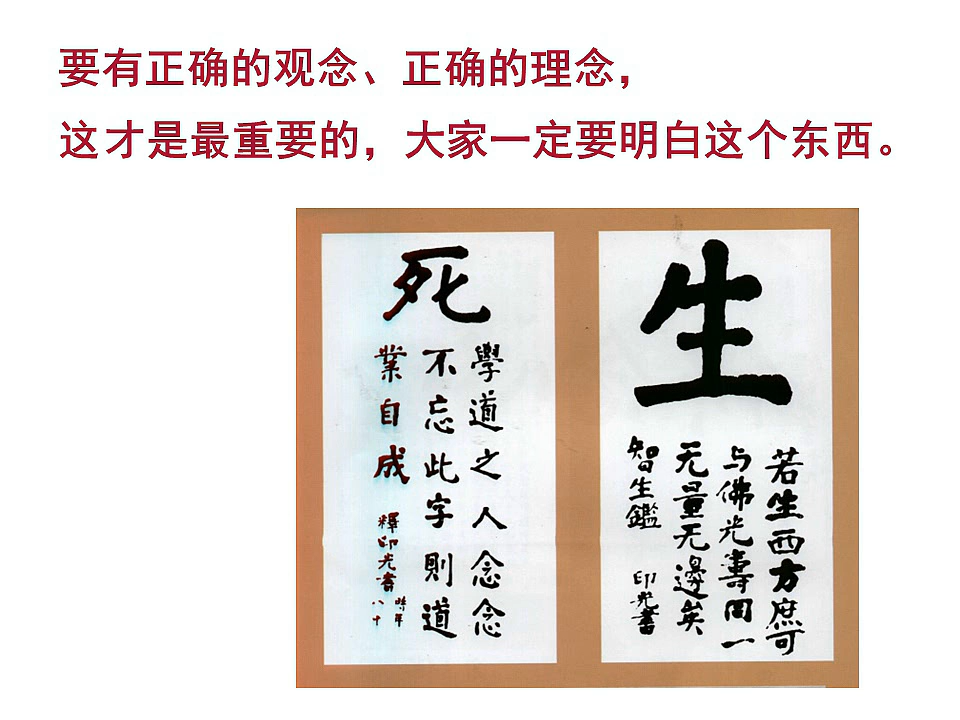 要有正确的观念、正确的理念，
这才是最重要的，大家一定要明白这个东西。
生
若生西方庶可
与佛光壽同一
无量无邊矣
智生鑑
印光書
死
學道之人念念
不忘此字則道
業自成
釋印光書
時年
八十